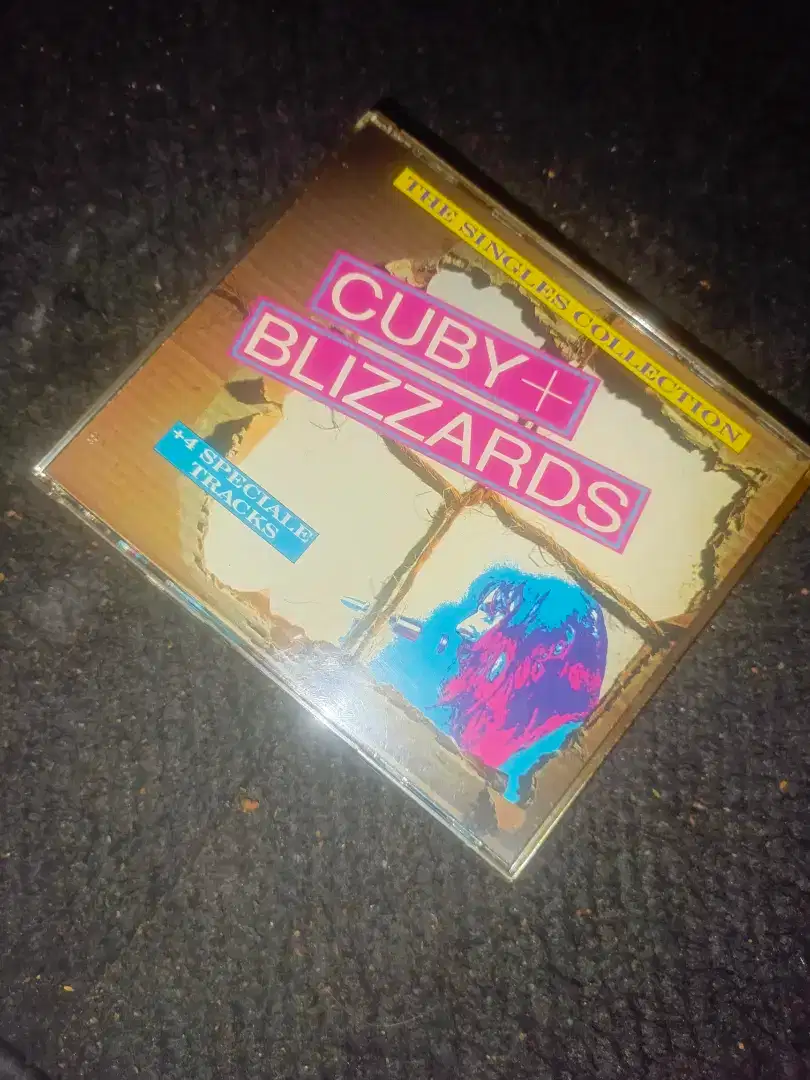 THE SINGLES COLLECTION
CUBY+
BLIZZARDS
+4 SPECIALE
TRACKS